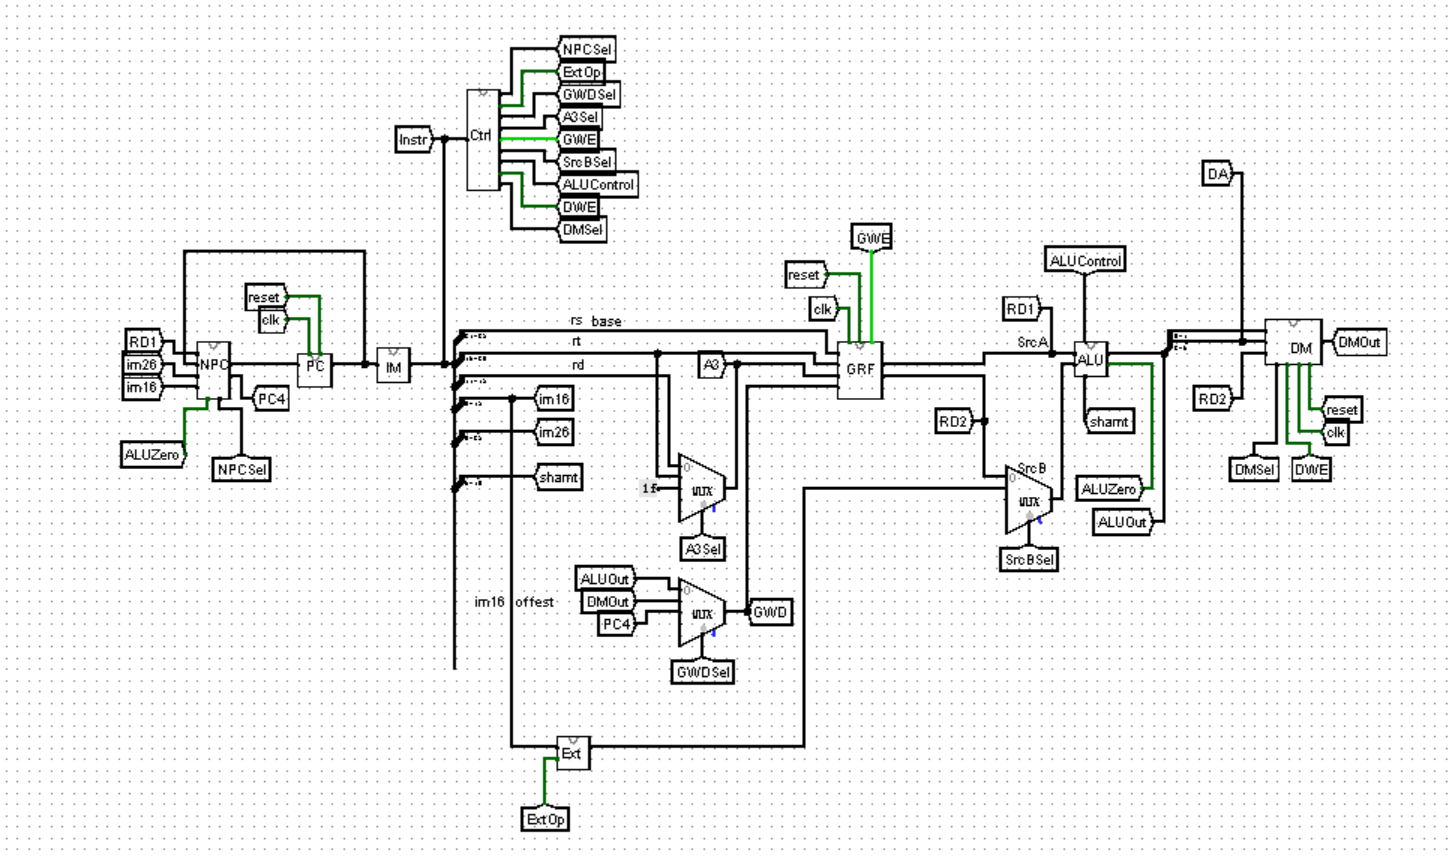 NPCSel
ExtOp
GWDSel
A3Sel
Instr
Ctrl
GWE
SrcBSel
ALUControl
DWE
DMSel
DA
GWE
reset
ALUControl
reset
clk
clk
RD1
rs base
RD1
im26
im16
NPC
PC
IM
rt
rd
A3
GRF
SrcA
ALU
DM
DMOut
PC4
im16
im26
shamt
RD2
shamt
RD2
reset
clk
ALUZero
NPCSel
DMSel
DWE
0
MUX
1f
A3Sel
SrcB
0
MUX
SrcBSel
ALUZero
ALUOut
im16 offest
ALUOut
DMOut
PC4
0
MUX
GWD
GWDSel
Ext
ExtOp